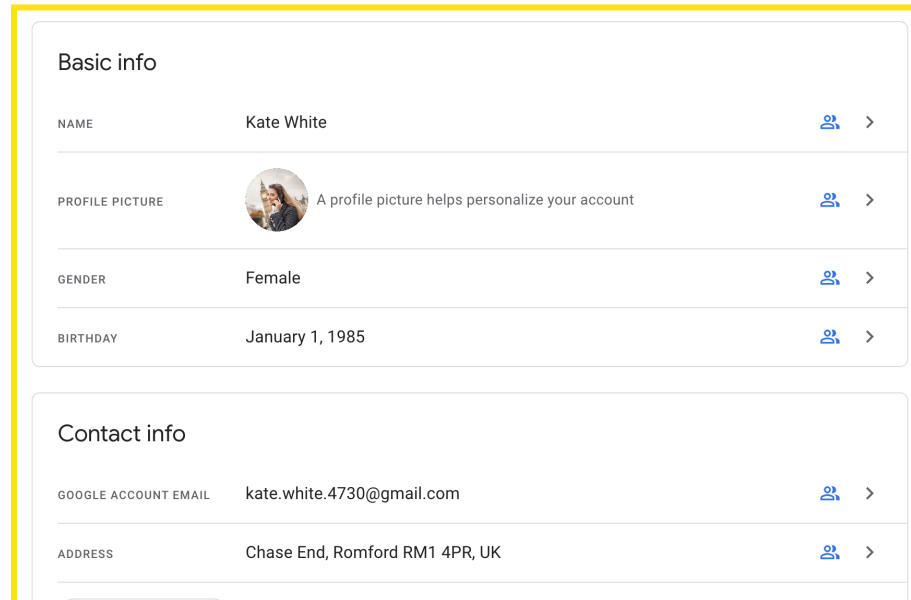 Basic info
NAME Kate White
PROFILE PICTURE A profile picture helps personalize your account
GENDER Female
BIRTHDAY January 1, 1985
Contact info
GOOGLE ACCOUNT EMAIL kate.white.4730@gmail.com
ADDRESS Chase End, Romford RM1 4PR, UK